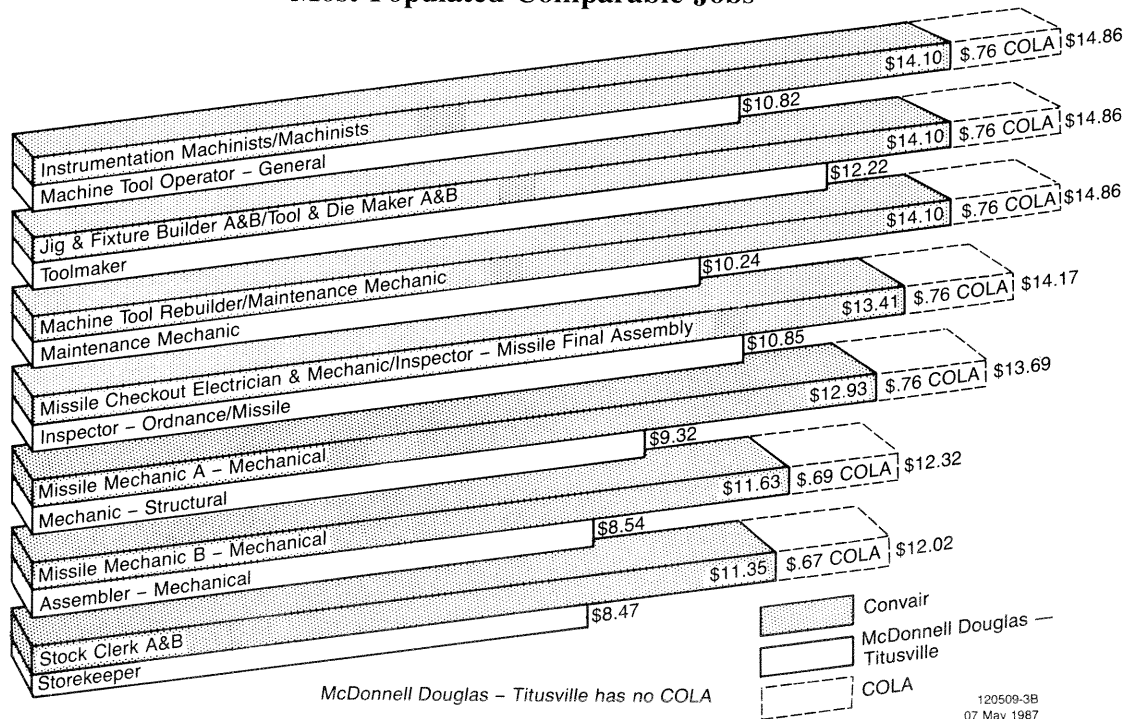 Most Populated Comparable Jobs
$14.10 $.76 COLA $14.86
Instrumentation Machinists/Machinists
$10.82
Machine Tool Operator – General
$14.10 $.76 COLA $14.86
Jig & Fixture Builder A&B/Tool & Die Maker A&B
$12.22
Toolmaker
$14.10 $.76 COLA $14.86
Machine Tool Rebuilder/Maintenance Mechanic
$10.24
Maintenance Mechanic
$13.41 $.76 COLA $14.17
Missile Checkout Electrician & Mechanic/Inspector – Missile Final Assembly
$10.85
Inspector – Ordnance/Missile
$12.93 $.76 COLA $13.69
Missile Mechanic A – Mechanical
$9.32
Mechanic – Structural
$11.63 $.69 COLA $12.32
Missile Mechanic B – Mechanical
$8.54
Assembler – Mechanical
$11.35 $.67 COLA $12.02
Stock Clerk A&B
$8.47
Storekeeper
Convair
McDonnell Douglas —
Titusville
COLA
McDonnell Douglas – Titusville has no COLA
120509-3B
07 May 1987